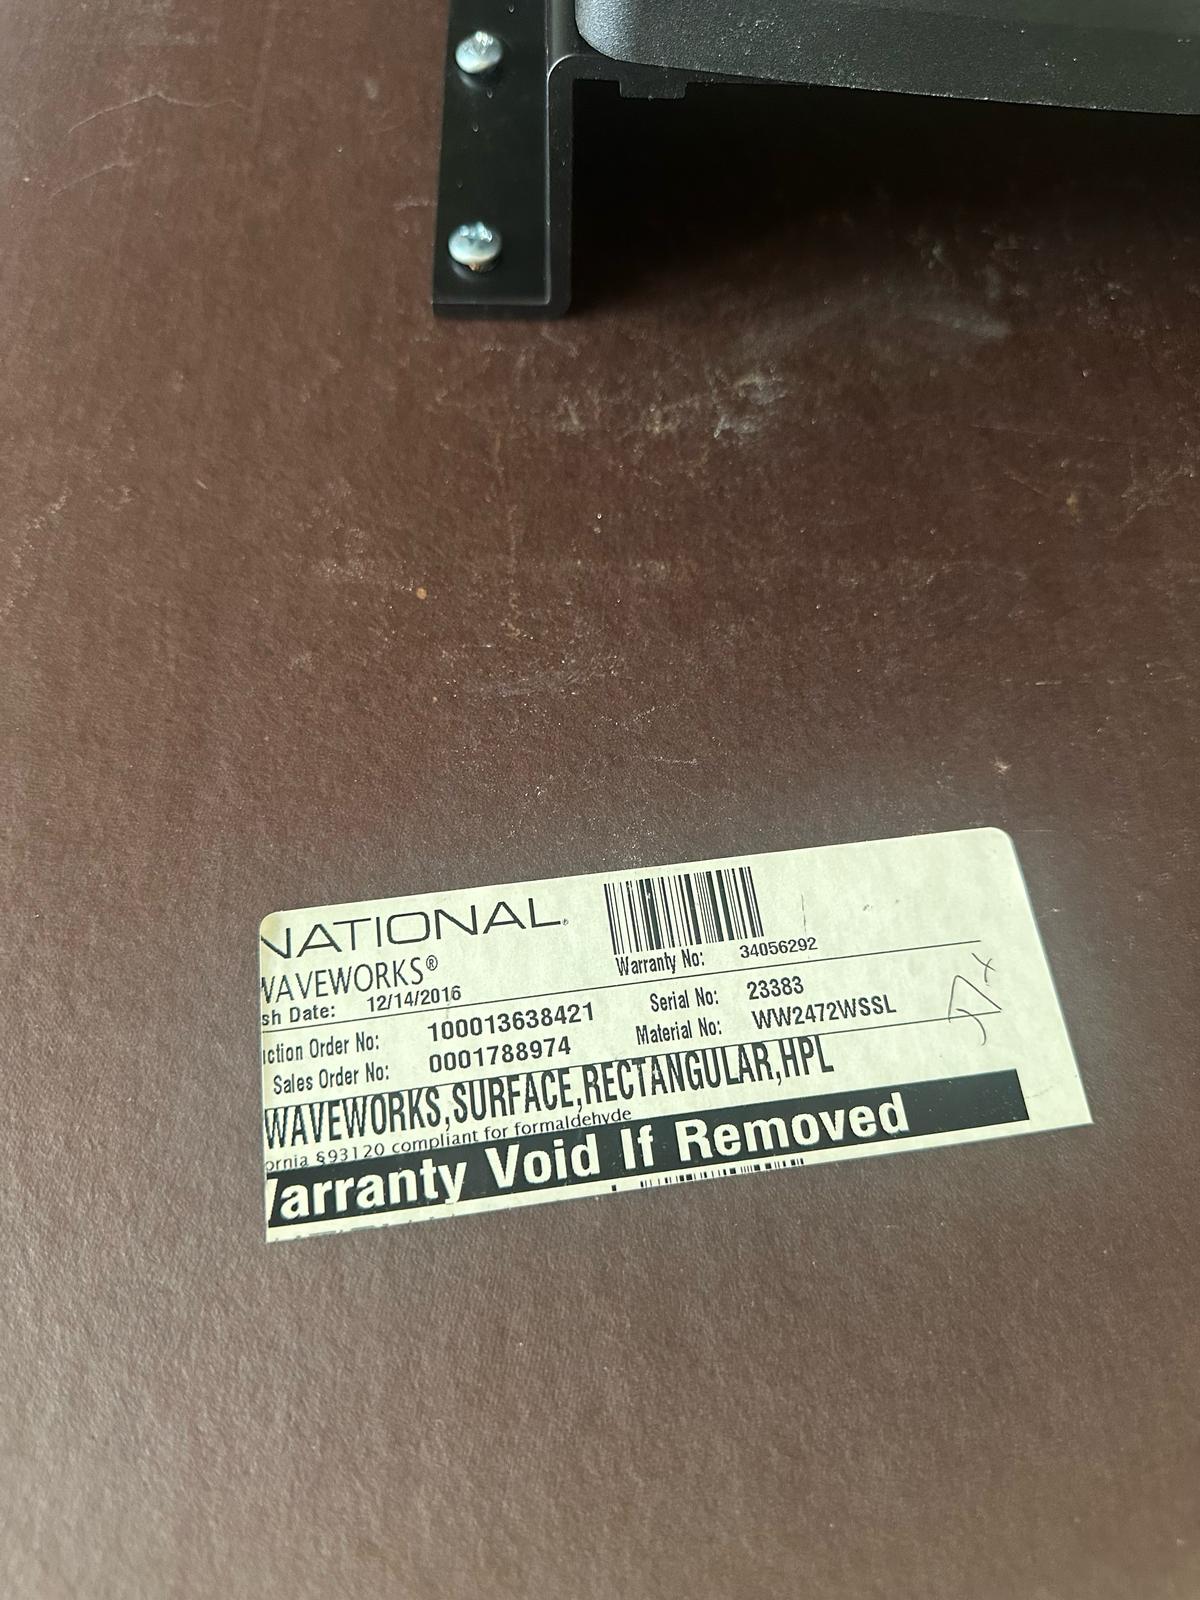 NATIONAL®
WAVEWORKS®
sh Date: 12/14/2016
Warranty No: 34056292
uction Order No: 100013638421
Serial No: 23383
Sales Order No: 0001788974
Material No: WW2472WSSL
WAVEWORKS,SURFACE,RECTANGULAR,HPL
ornia §93120 compliant for formaldehyde
Warranty Void If Removed